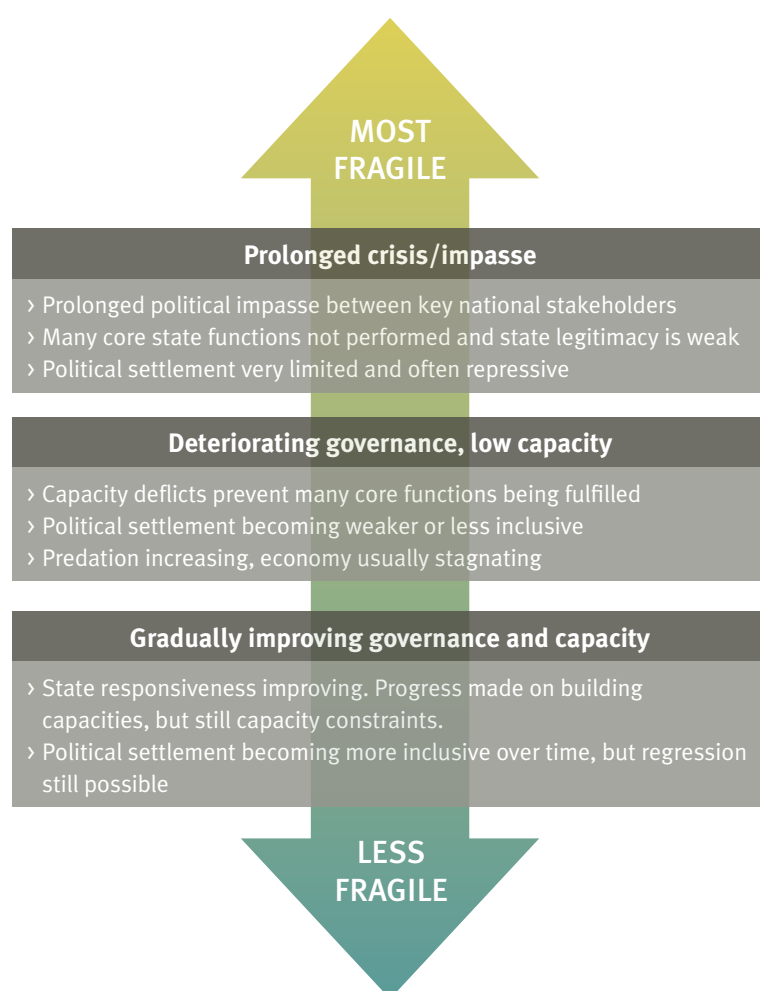 MOST
FRAGILE
Prolonged crisis/impasse
› Prolonged political impasse between key national stakeholders
› Many core state functions not performed and state legitimacy is weak
› Political settlement very limited and often repressive
Deteriorating governance, low capacity
› Capacity deflicts prevent many core functions being fulfilled
› Political settlement becoming weaker or less inclusive
› Predation increasing, economy usually stagnating
Gradually improving governance and capacity
› State responsiveness improving. Progress made on building
capacities, but still capacity constraints.
› Political settlement becoming more inclusive over time, but regression
still possible
LESS
FRAGILE